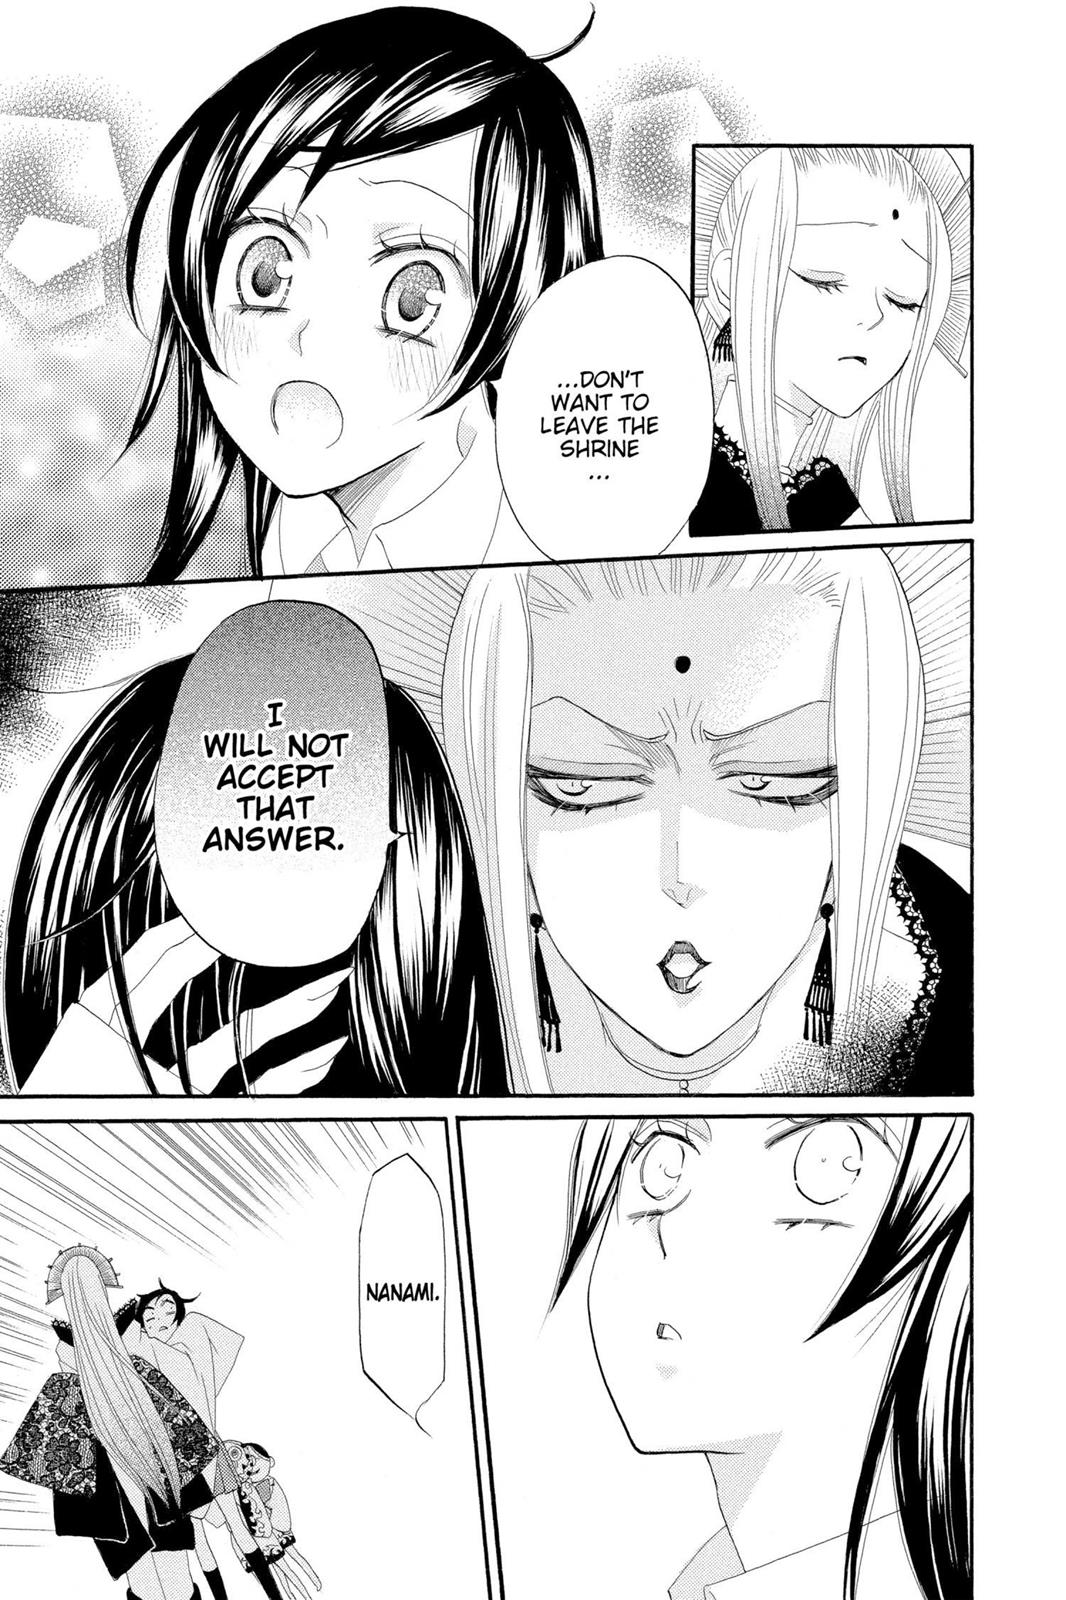 ...DON'T
WANT TO
LEAVE THE
SHRINE
...
I
WILL NOT
ACCEPT
THAT
ANSWER.
NANAMI.